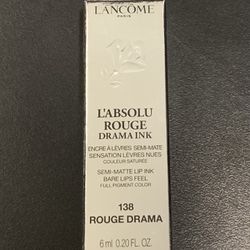 LANCÔME
PARIS
L'ABSOLU
ROUGE
DRAMA INK
ENCRE À LÈVRES SEMI-MATE
SENSATION LÈVRES NUES
COULEUR SATURÉE
SEMI-MATTE LIP INK
BARE LIPS FEEL
FULL PIGMENT COLOR
138
ROUGE DRAMA
6 ml 0.20 FL. OZ.